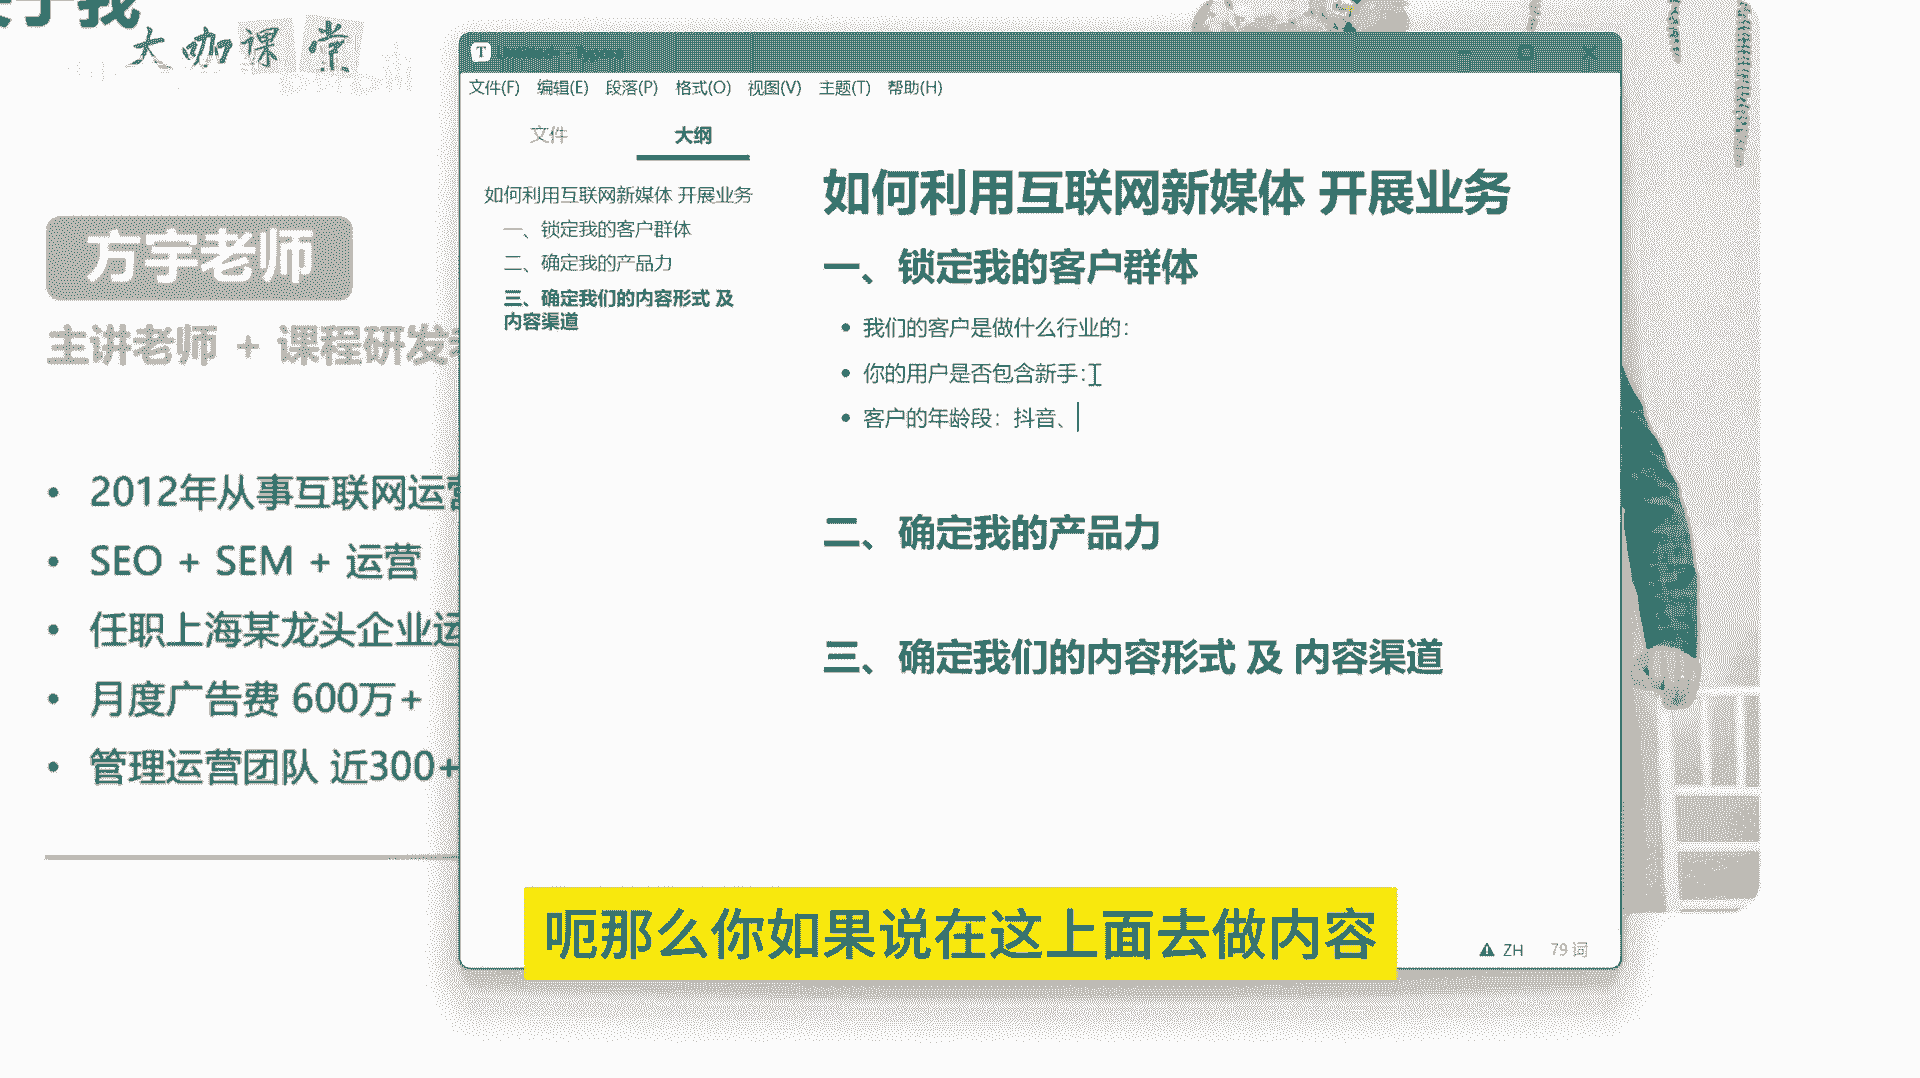 大咖课堂
方宇老师
主讲老师 + 课程研发
• 2012年从事互联网运营
• SEO + SEM + 运营
• 任职上海某龙头企业运
• 月度广告费 600万+
• 管理运营团队 近300+
文件(F) 编辑(E) 段落(P) 格式(O) 视图(V) 主题(T) 帮助(H)
文件 大纲
如何利用互联网新媒体 开展业务
一、锁定我的客户群体
二、确定我的产品力
三、确定我们的内容形式 及
内容渠道
如何利用互联网新媒体 开展业务
一、锁定我的客户群体
• 我们的客户是做什么行业的：
• 你的用户是否包含新手：
• 客户的年龄段：抖音、
二、确定我的产品力
三、确定我们的内容形式 及 内容渠道
ZH 79 词
呃那么你如果说在这上面去做内容